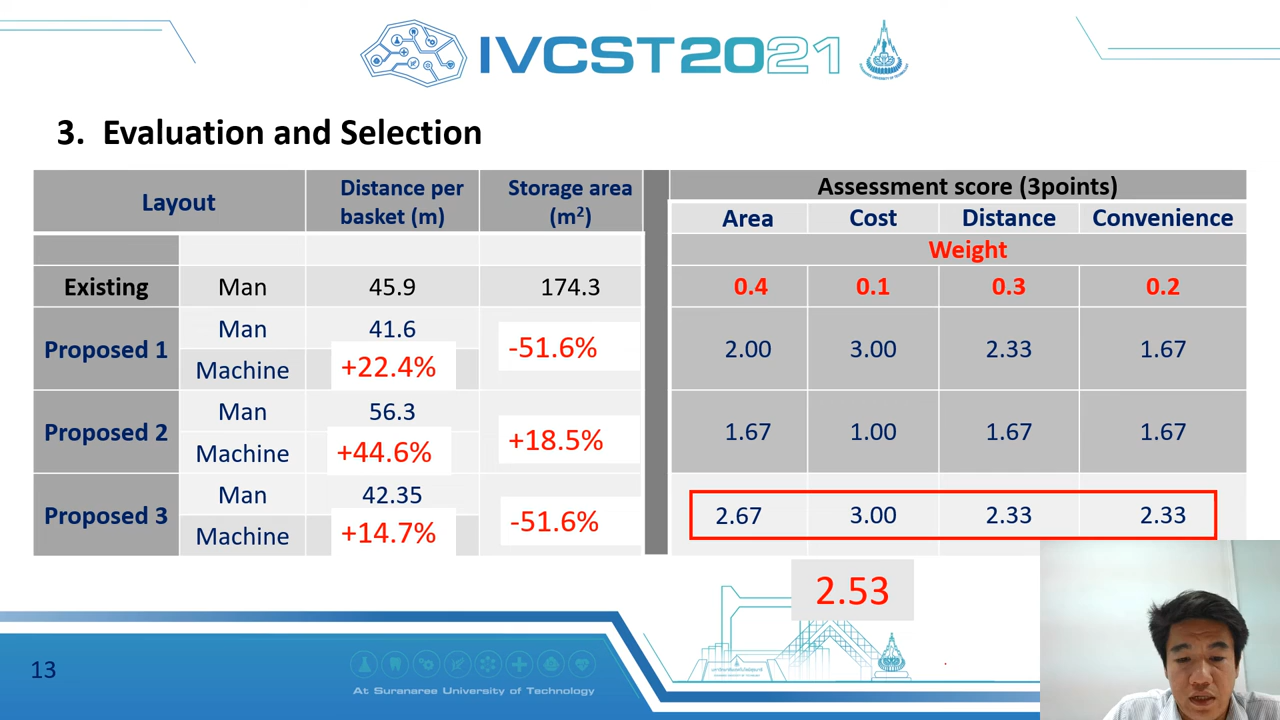 IVCST2021
3. Evaluation and Selection
Layout
Distance per
basket (m)
Storage area
(m²)
Assessment score (3points)
Area Cost Distance Convenience
Weight
Existing Man 45.9 174.3 0.4 0.1 0.3 0.2
Proposed 1
Man 41.6
Machine +22.4%
-51.6%
2.00 3.00 2.33 1.67
Proposed 2
Man 56.3
Machine +44.6%
+18.5%
1.67 1.00 1.67 1.67
Proposed 3
Man 42.35
Machine +14.7%
-51.6%
2.67 3.00 2.33 2.33
2.53
13
At Suranaree University of Technology